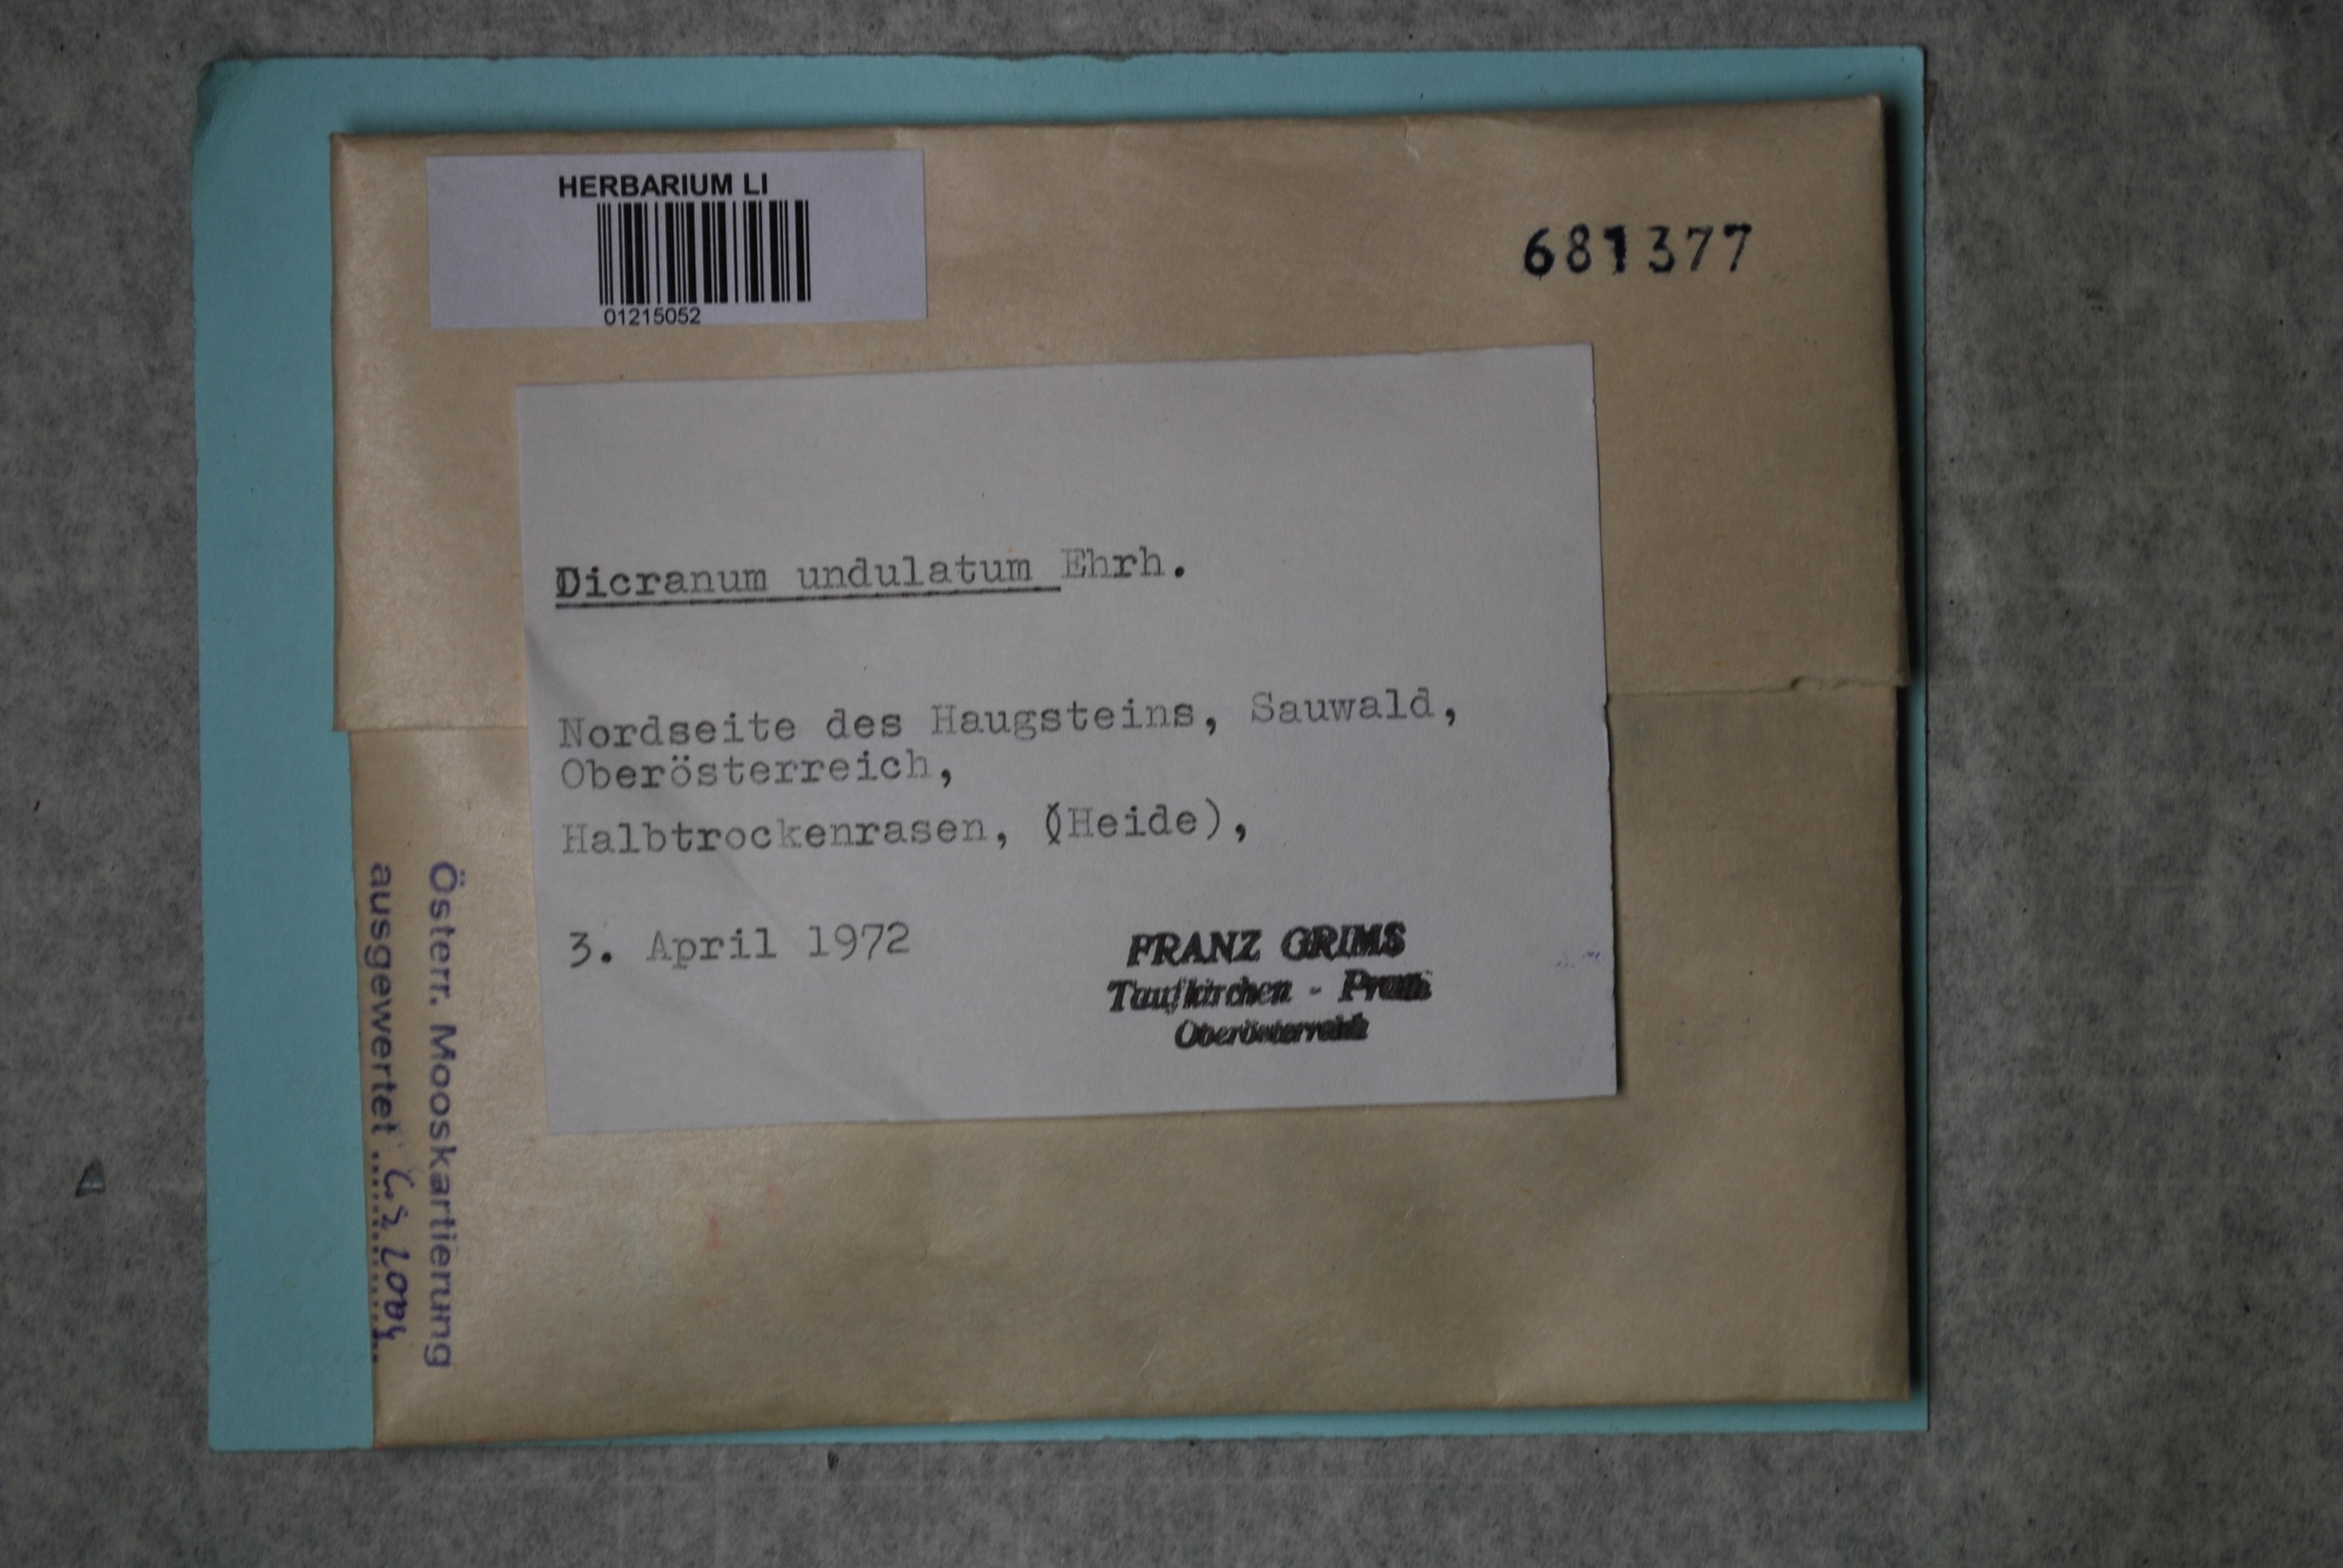 HERBARIUM LI
01215052
681377
Dicranum undulatum Ehrh.
Nordseite des Haugsteins, Sauwald,
Oberösterreich,
Halbtrockenrasen, (Heide),
3. April 1972
FRANZ GRIMS
Taufkirchen - Pram
Oberösterreich
Österr. Mooskartierung
ausgewertet 2004